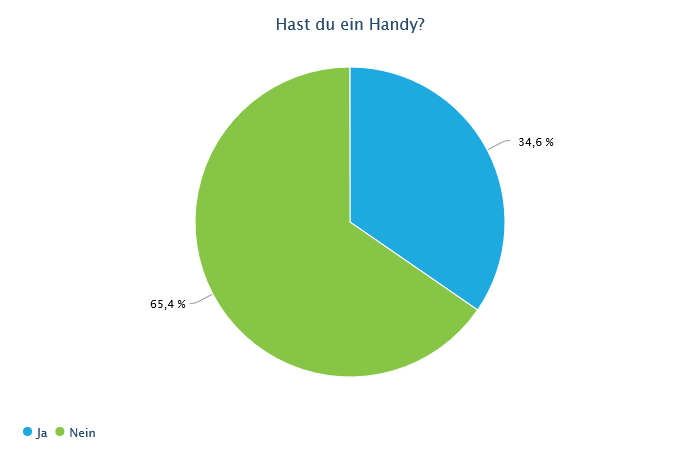 Hast du ein Handy?
34,6 %
65,4 %
Ja
Nein